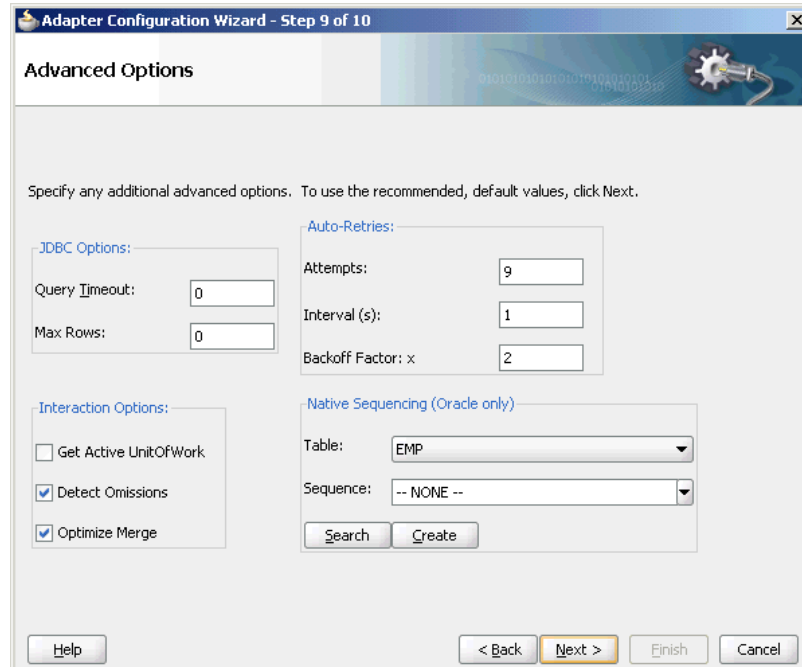 Adapter Configuration Wizard - Step 9 of 10
Advanced Options
010101010101010101010101
01010101010
Specify any additional advanced options. To use the recommended, default values, click Next.
JDBC Options:
Query Timeout: 0
Max Rows: 0
Auto-Retries:
Attempts: 9
Interval (s): 1
Backoff Factor: x 2
Interaction Options:
Get Active UnitOfWork
Detect Omissions
Optimize Merge
Native Sequencing (Oracle only)
Table: EMP
Sequence: -- NONE --
Search Create
Help < Back Next > Finish Cancel